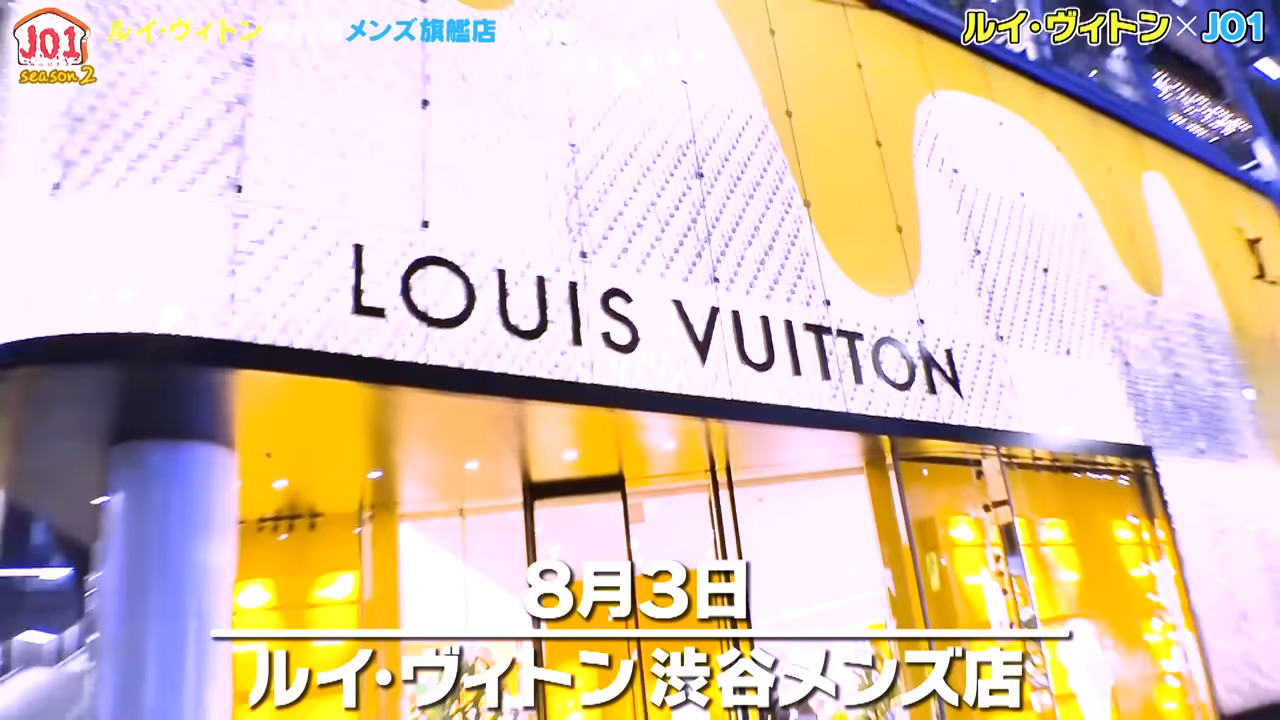 JO1
HOUSE
season2
ルイ・ヴィトン
メンズ旗艦店
ルイ・ヴィトン×JO1
LOUIS VUITTON
L
8月3日
ルイ・ヴィトン 渋谷メンズ店